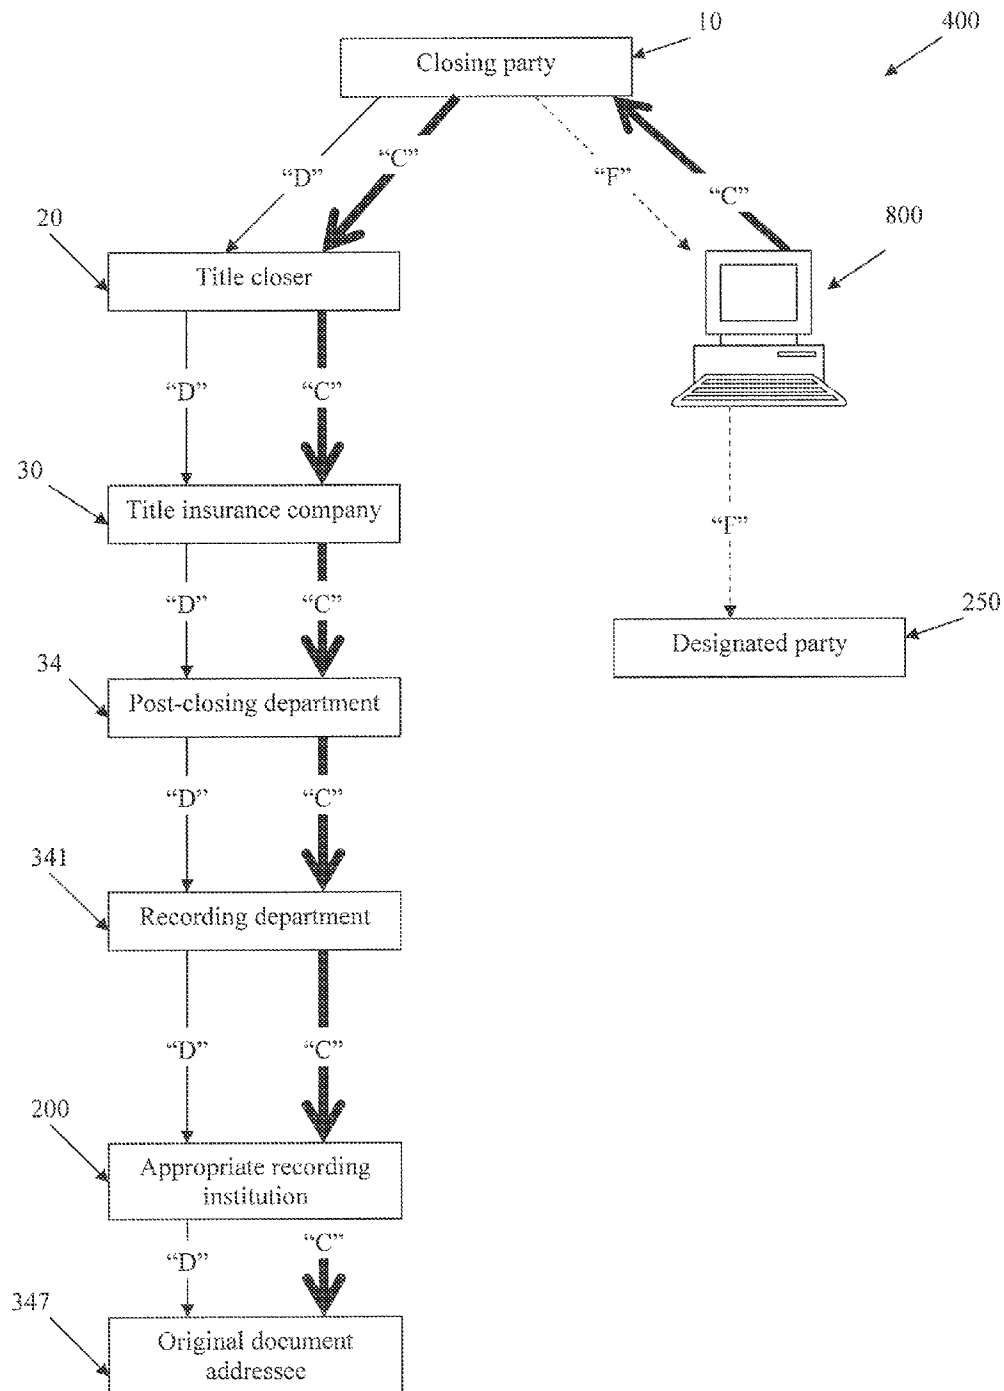 10
400
Closing party
“D”
“C”
“F”
“C”
20
800
Title closer
“D”
“C”
30
Title insurance company
“F”
“D”
“C”
250
34
Designated party
Post-closing department
“D”
“C”
341
Recording department
“D”
“C”
200
Appropriate recording
institution
“D”
“C”
347
Original document
addressee